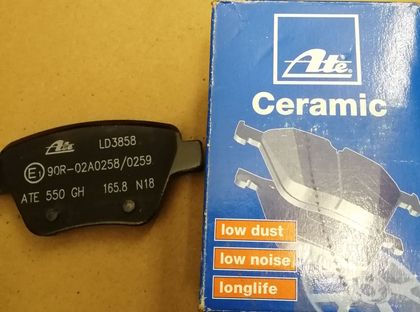 Ate
LD3858
E1 90R-02A0258/0259
ATE 550 GH 165.8 N18
Ate
Ceramic
low dust
low noise
longlife